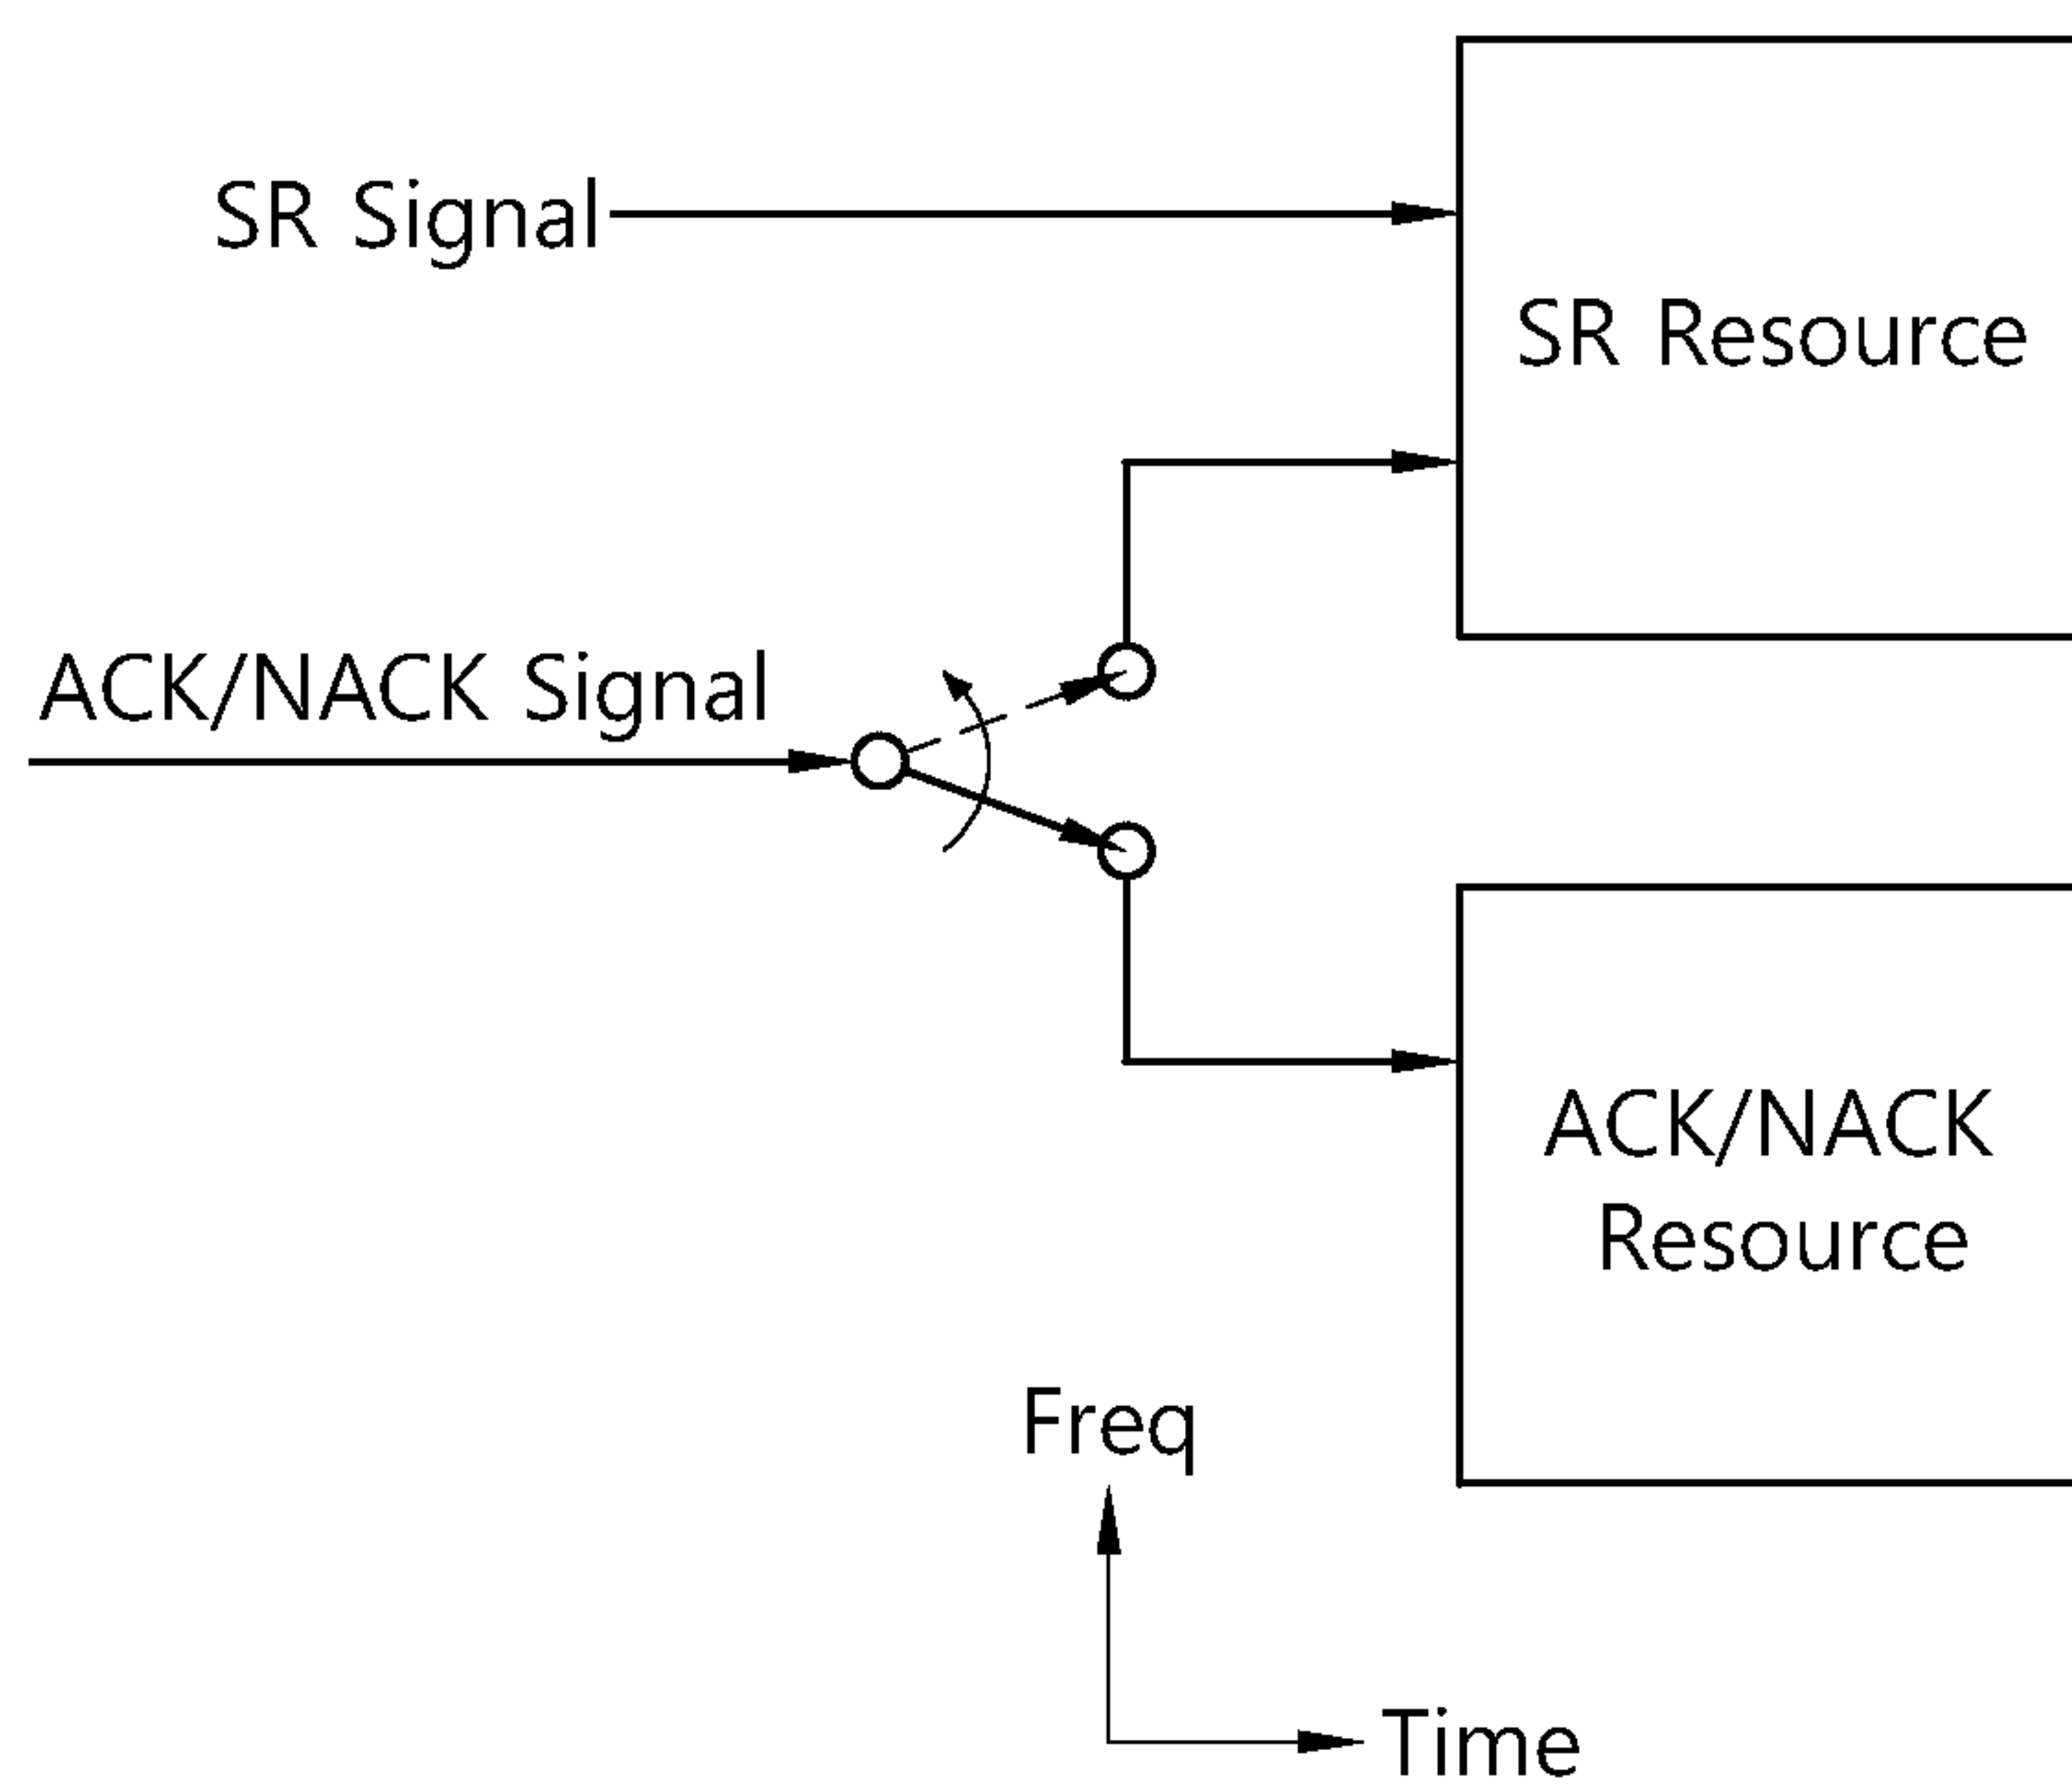 SR Signal
SR Resource
ACK/NACK Signal
ACK/NACK
Resource
Freq
Time